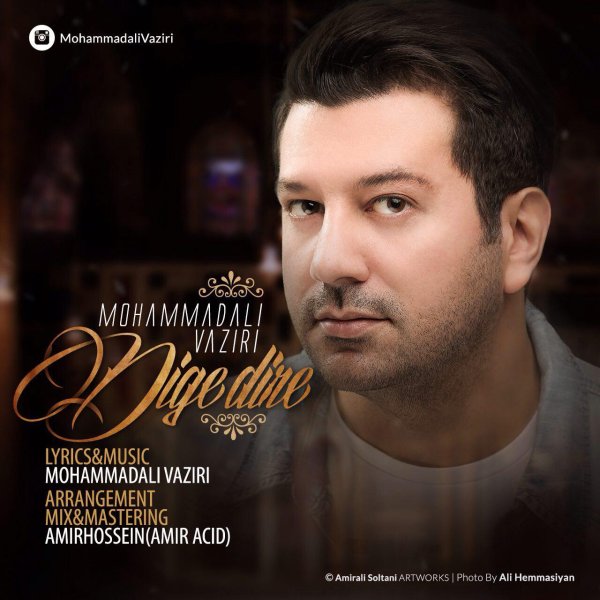 MohammadaliVaziri
MOHAMMADALI
VAZIRI
Dige dire
LYRICS&MUSIC
MOHAMMADALI VAZIRI
ARRANGEMENT
MIX&MASTERING
AMIRHOSSEIN(AMIR ACID)
© Amirali Soltani ARTWORKS | Photo By Ali Hemmasiyan